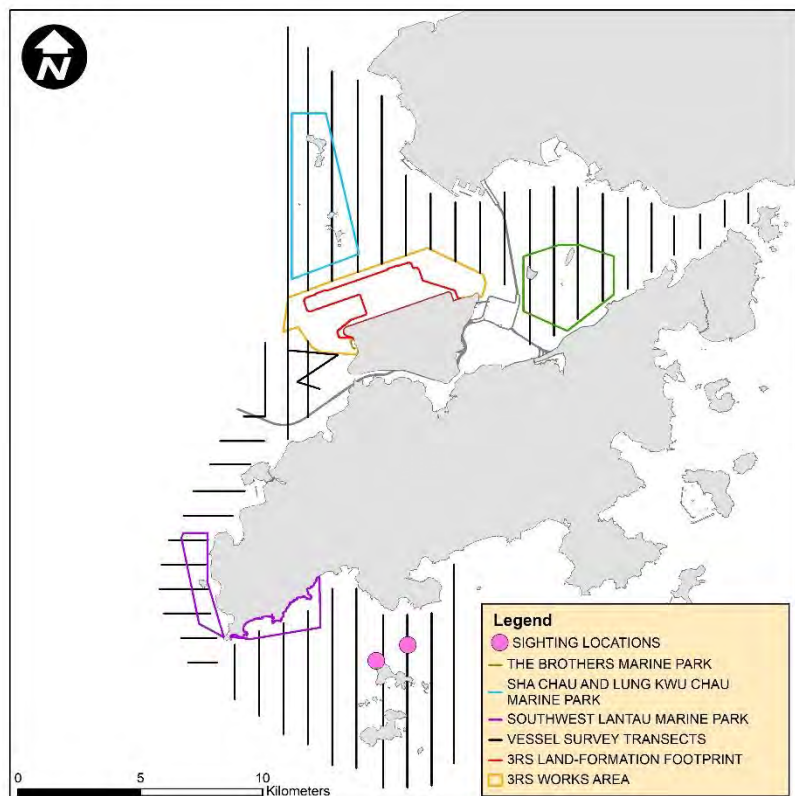 N
Legend
SIGHTING LOCATIONS
THE BROTHERS MARINE PARK
SHA CHAU AND LUNG KWU CHAU
MARINE PARK
SOUTHWEST LANTAU MARINE PARK
VESSEL SURVEY TRANSECTS
3RS LAND-FORMATION FOOTPRINT
3RS WORKS AREA
0 5 10
Kilometers